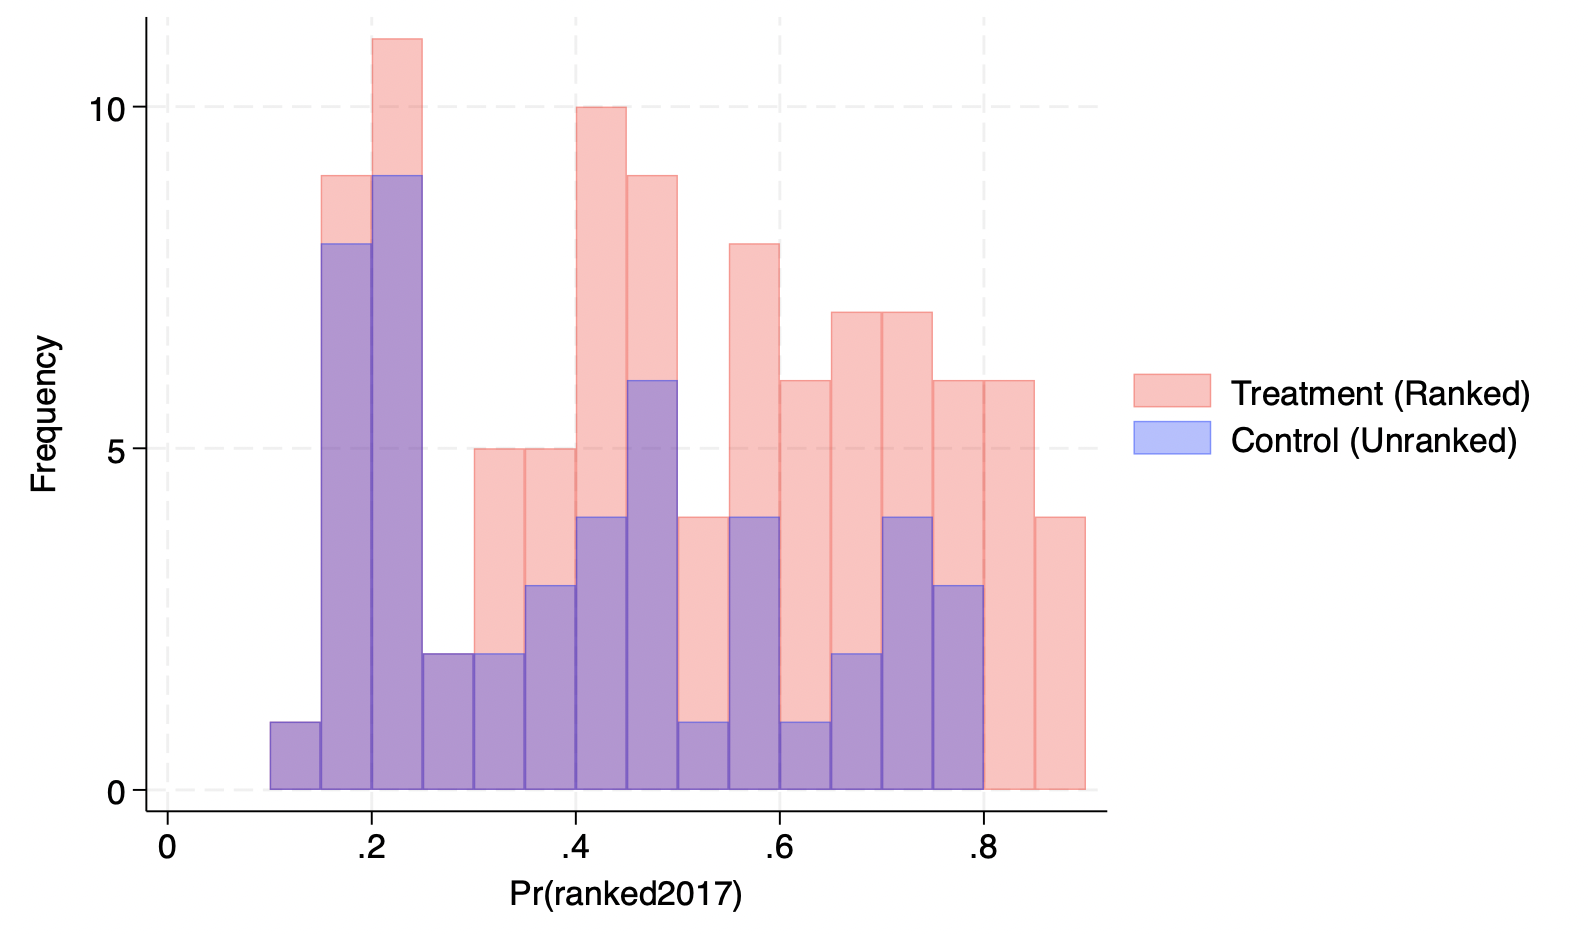 Frequency
10
5
0
0 .2 .4 .6 .8
Pr(ranked2017)
Treatment (Ranked)
Control (Unranked)